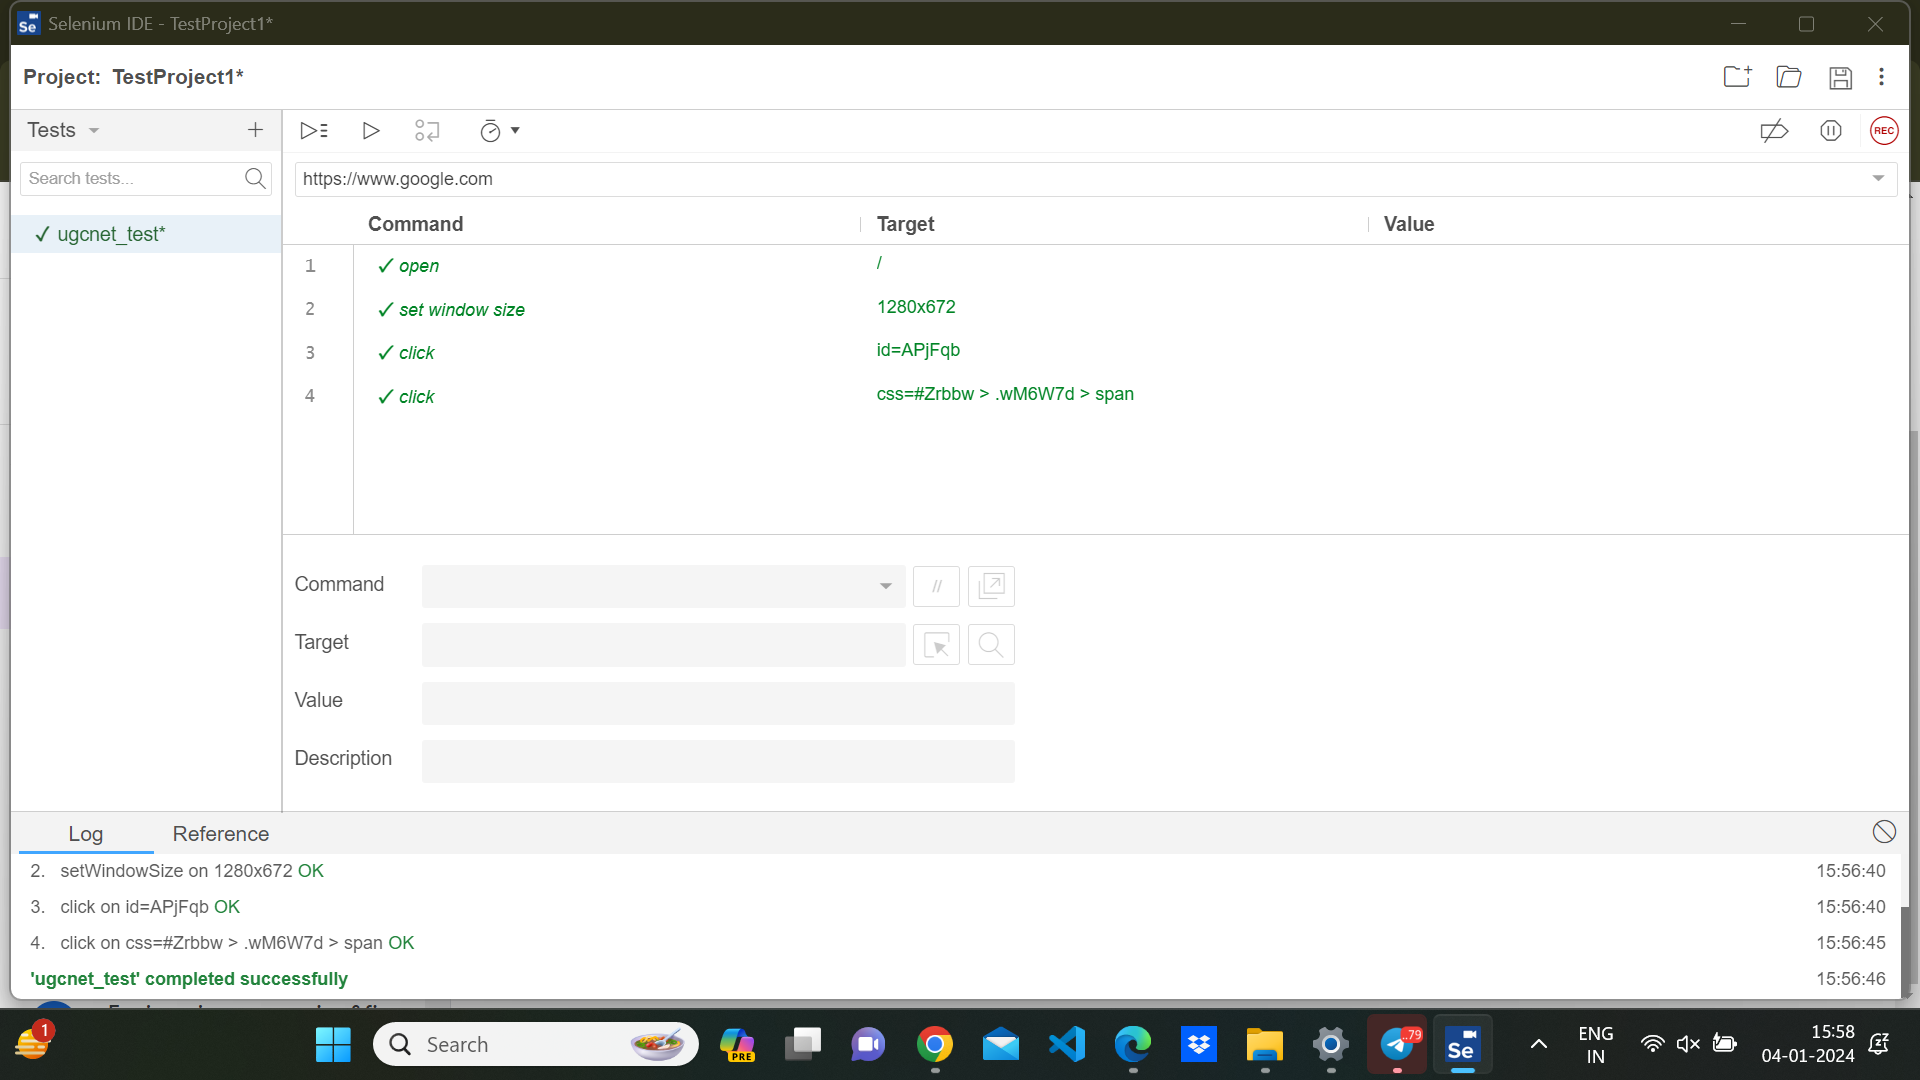 Se Selenium IDE - TestProject1*
Project: TestProject1*
Tests
REC
Search tests...
https://www.google.com
✓ ugcnet_test*
Command Target Value
1 ✓ open /
2 ✓ set window size 1280x672
3 ✓ click id=APjFqb
4 ✓ click css=#Zrbbw > .wM6W7d > span
Command //
Target
Value
Description
Log Reference
2. setWindowSize on 1280x672 OK 15:56:40
3. click on id=APjFqb OK 15:56:40
4. click on css=#Zrbbw > .wM6W7d > span OK 15:56:45
'ugcnet_test' completed successfully 15:56:46
1
Search
PRE
..79
Se
ENG
IN
15:58
04-01-2024